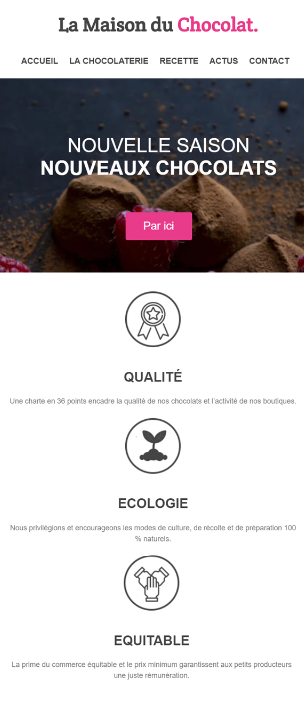 La Maison du Chocolat.
ACCUEIL LA CHOCOLATERIE RECETTE ACTUS CONTACT
NOUVELLE SAISON
NOUVEAUX CHOCOLATS
Par ici
QUALITÉ
Une charte en 36 points encadre la qualité de nos chocolats et l'activité de nos boutiques.
ECOLOGIE
Nous privilégions et encourageons les modes de culture, de récolte et de préparation 100
% naturels.
EQUITABLE
La prime du commerce équitable et le prix minimum garantissent aux petits producteurs
une juste rémunération.